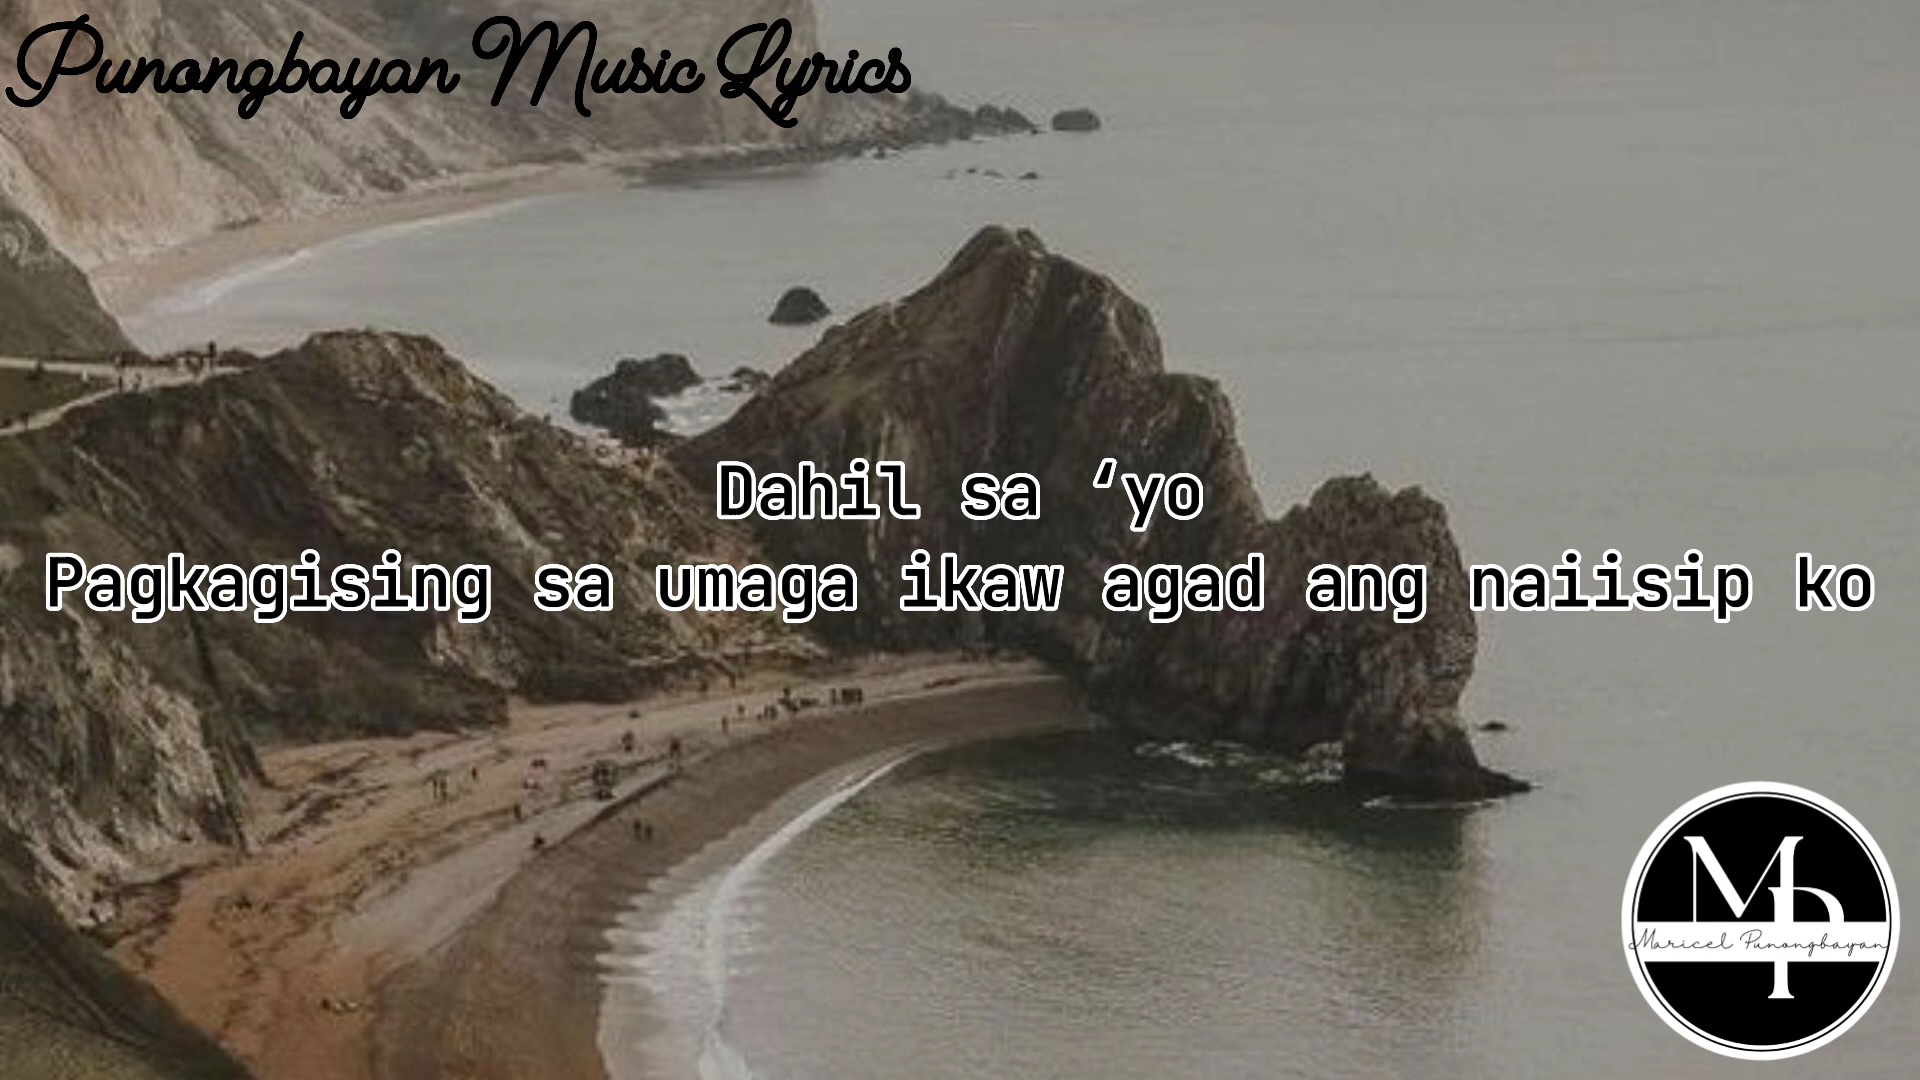 Punongbayan Music Lyrics
Dahil sa ‘yo
Pagkagising sa umaga ikaw agad ang naiisip ko
MP
Maricel Punongbayan